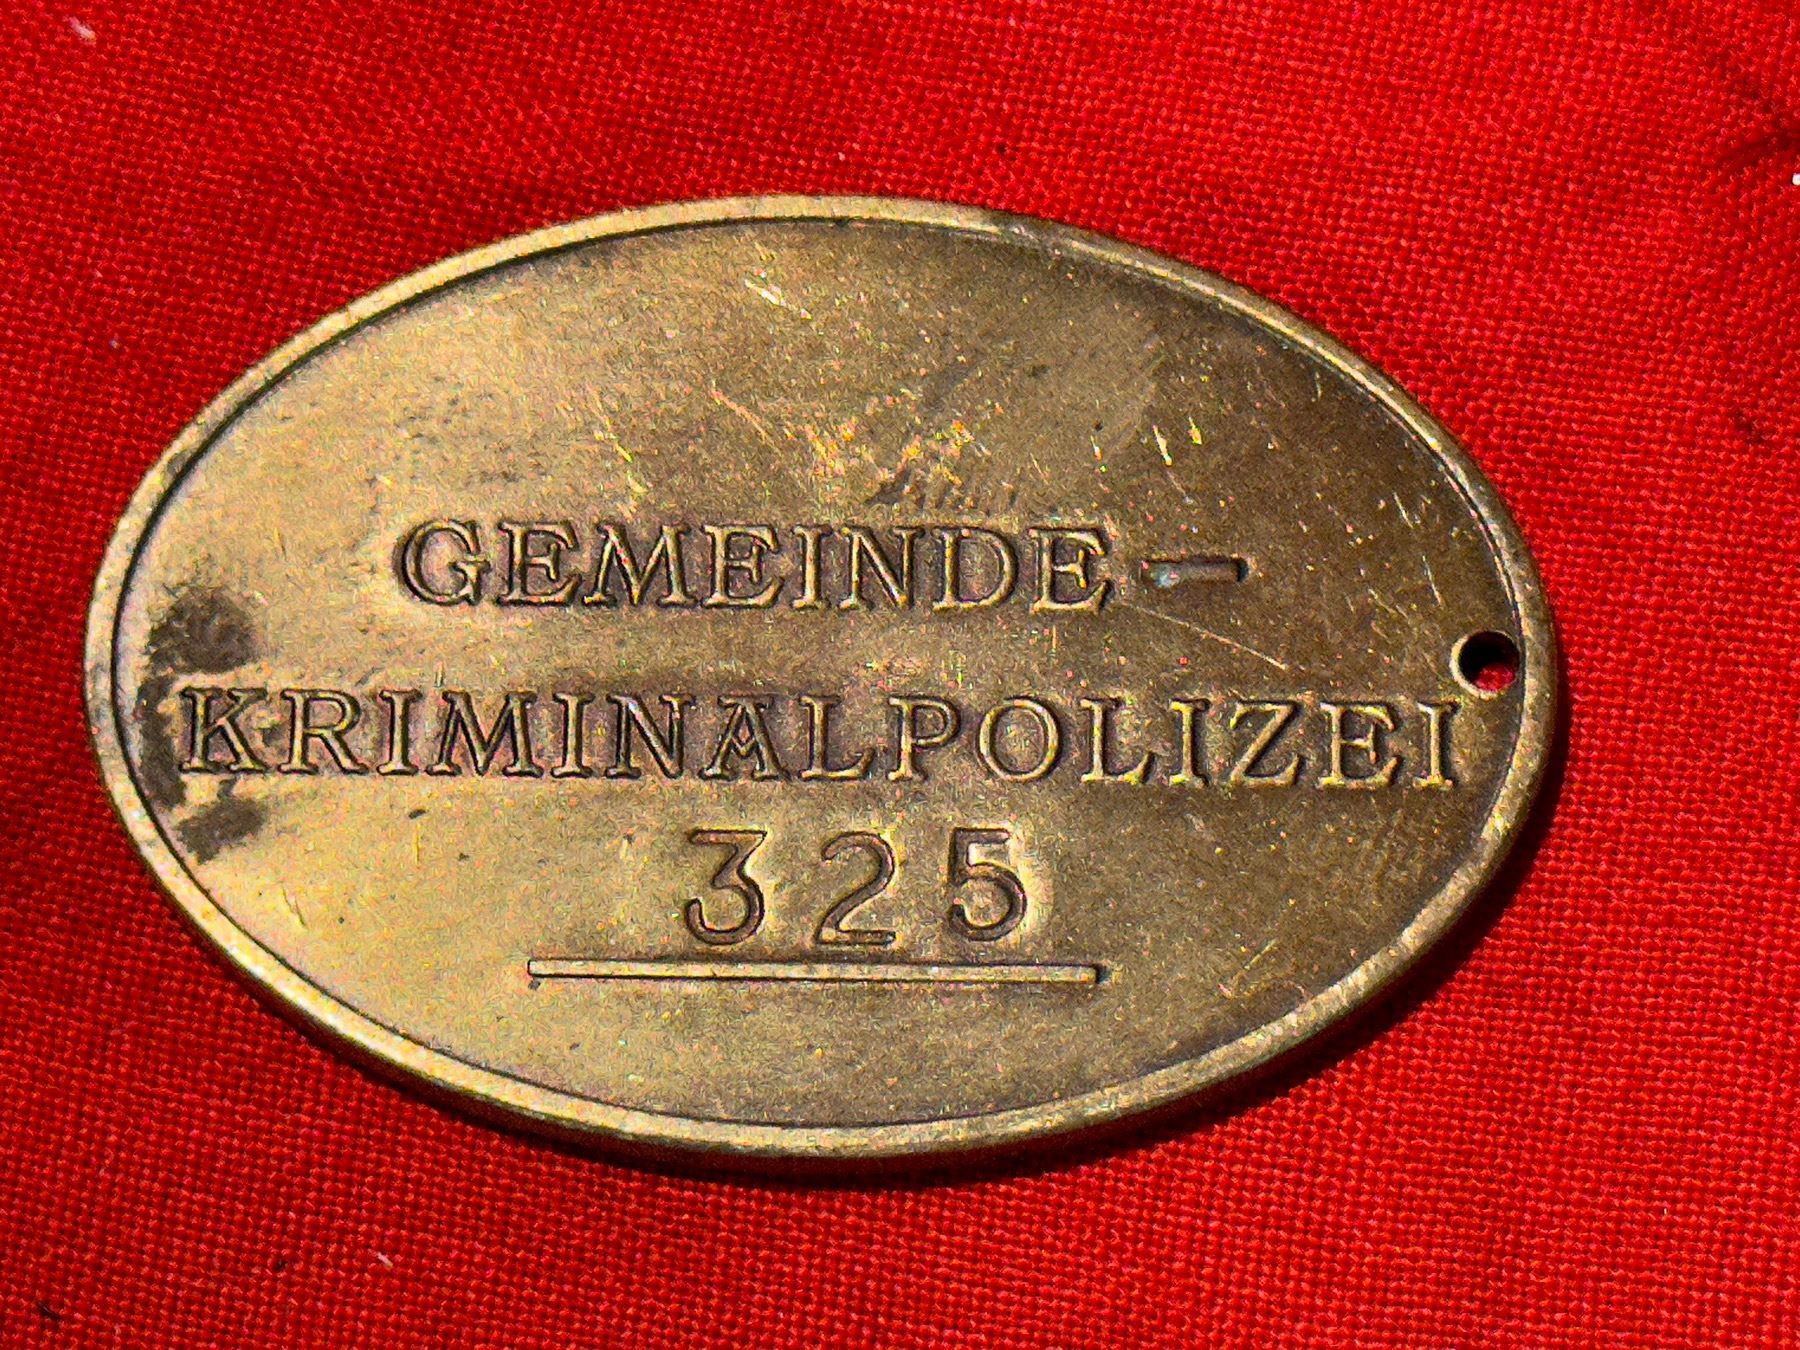 GEMEINDE-
KRIMINALPOLIZEI
325